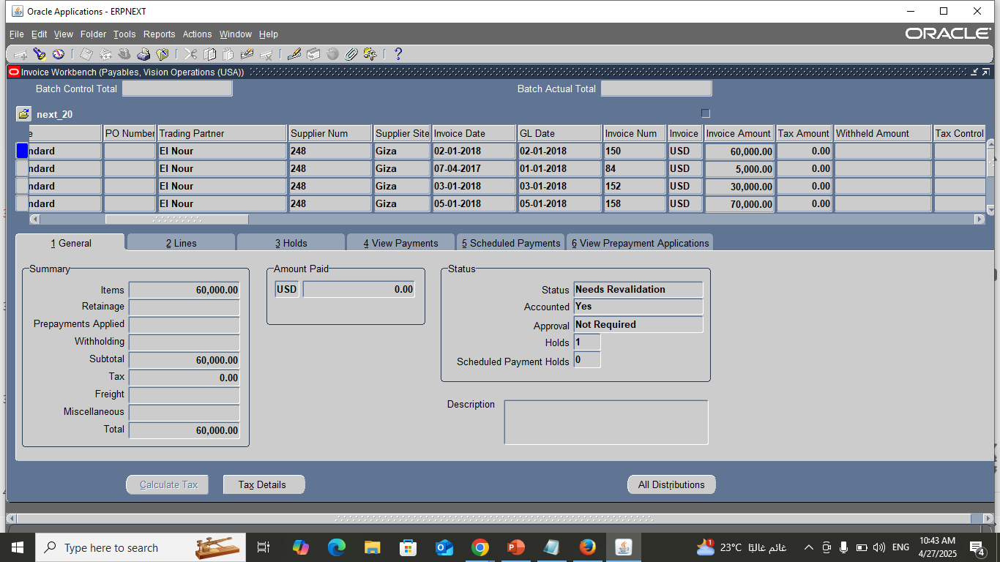 Oracle Applications - ERPNEXT
File Edit View Folder Tools Reports Actions Window Help
ORACLE
Invoice Workbench (Payables, Vision Operations (USA))
Batch Control Total
Batch Actual Total
next_20
e PO Number Trading Partner Supplier Num Supplier Site Invoice Date GL Date Invoice Num Invoice Invoice Amount Tax Amount Withheld Amount Tax Control
ndard El Nour 248 Giza 02-01-2018 02-01-2018 150 USD 60,000.00 0.00
ndard El Nour 248 Giza 07-04-2017 01-01-2018 84 USD 5,000.00 0.00
ndard El Nour 248 Giza 03-01-2018 03-01-2018 152 USD 30,000.00 0.00
ndard El Nour 248 Giza 05-01-2018 05-01-2018 158 USD 70,000.00 0.00
1 General 2 Lines 3 Holds 4 View Payments 5 Scheduled Payments 6 View Prepayment Applications
Summary
Items 60,000.00
Retainage
Prepayments Applied
Withholding
Subtotal 60,000.00
Tax 0.00
Freight
Miscellaneous
Total 60,000.00
Amount Paid
USD 0.00
Status
Status Needs Revalidation
Accounted Yes
Approval Not Required
Holds 1
Scheduled Payment Holds 0
Description
Calculate Tax Tax Details All Distributions
Type here to search
1
23°C غائم غالبًا
ENG
10:43 AM
4/27/2025
4